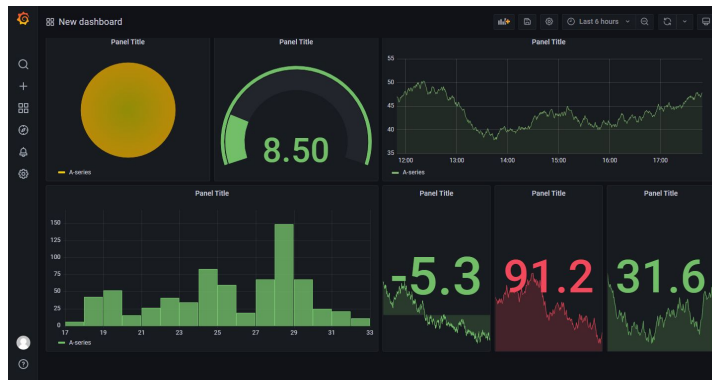 New dashboard
Last 6 hours
Panel Title
A-series
Panel Title
8.50
Panel Title
55
50
45
40
35
12:00 13:00 14:00 15:00 16:00 17:00
A-series
Panel Title
150
125
100
75
50
25
0
17 19 21 23 25 27 29 31 33
A-series
Panel Title
-5.3
Panel Title
91.2
Panel Title
31.6